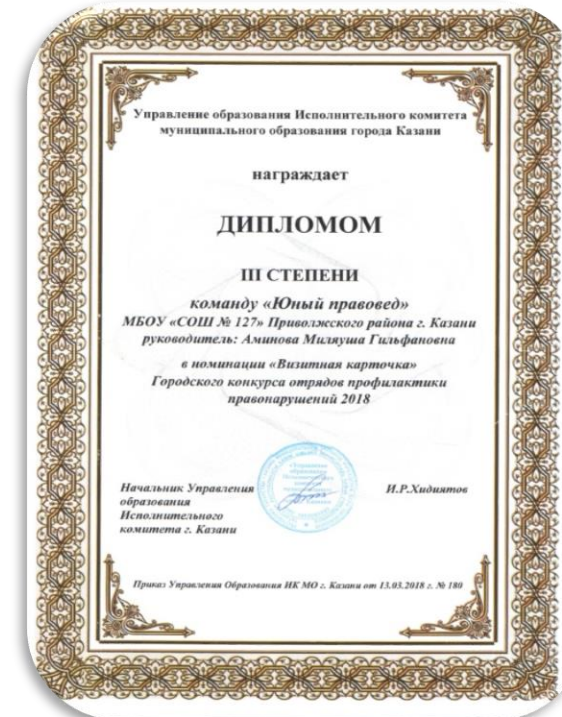 Управление образования Исполнительного комитета
муниципального образования города Казани
награждает
ДИПЛОМОМ
III СТЕПЕНИ
команду «Юный правовед»
МБОУ «СОШ № 127» Приволжского района г. Казани
руководитель: Аминова Миляуша Гильфановна
в номинации «Визитная карточка»
Городского конкурса отрядов профилактики
правонарушений 2018
Начальник Управления
образования
Исполнительного
комитета г. Казани
И.Р.Хидиятов
Приказ Управления Образования ИК МО г. Казани от 13.03.2018 г. № 180